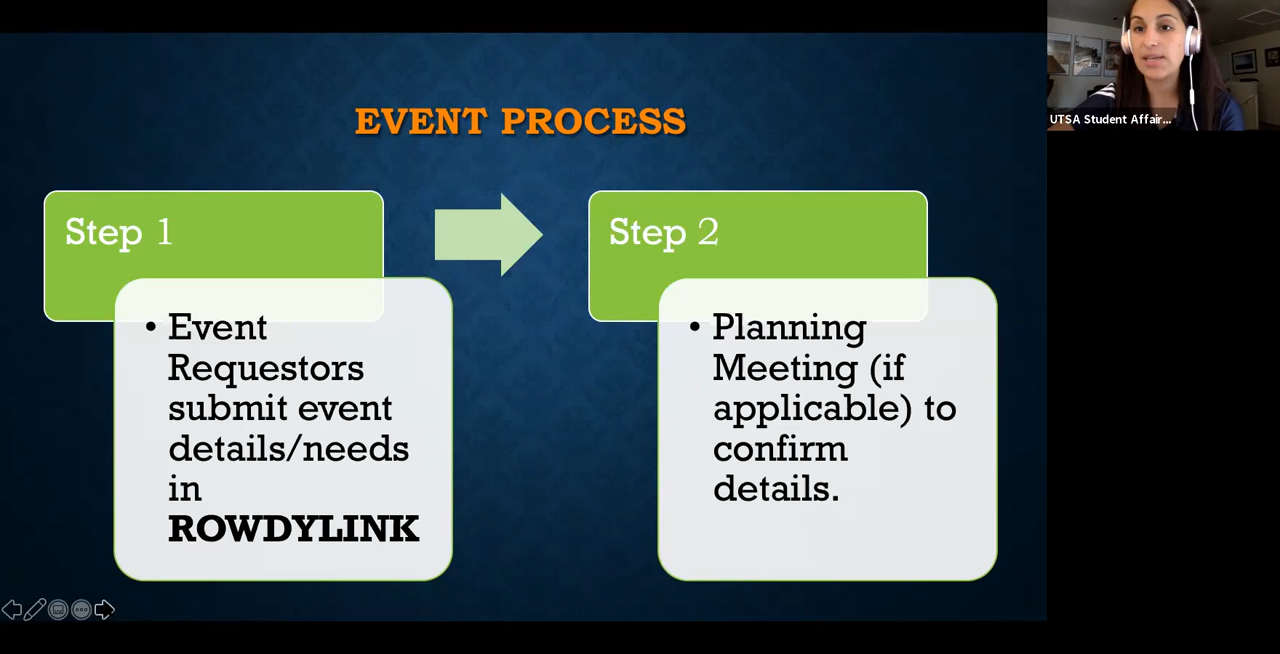 EVENT PROCESS
Step 1
• Event
Requestors
submit event
details/needs
in
ROWDYLINK
Step 2
• Planning
Meeting (if
applicable) to
confirm
details.
UTSA Student Affair...